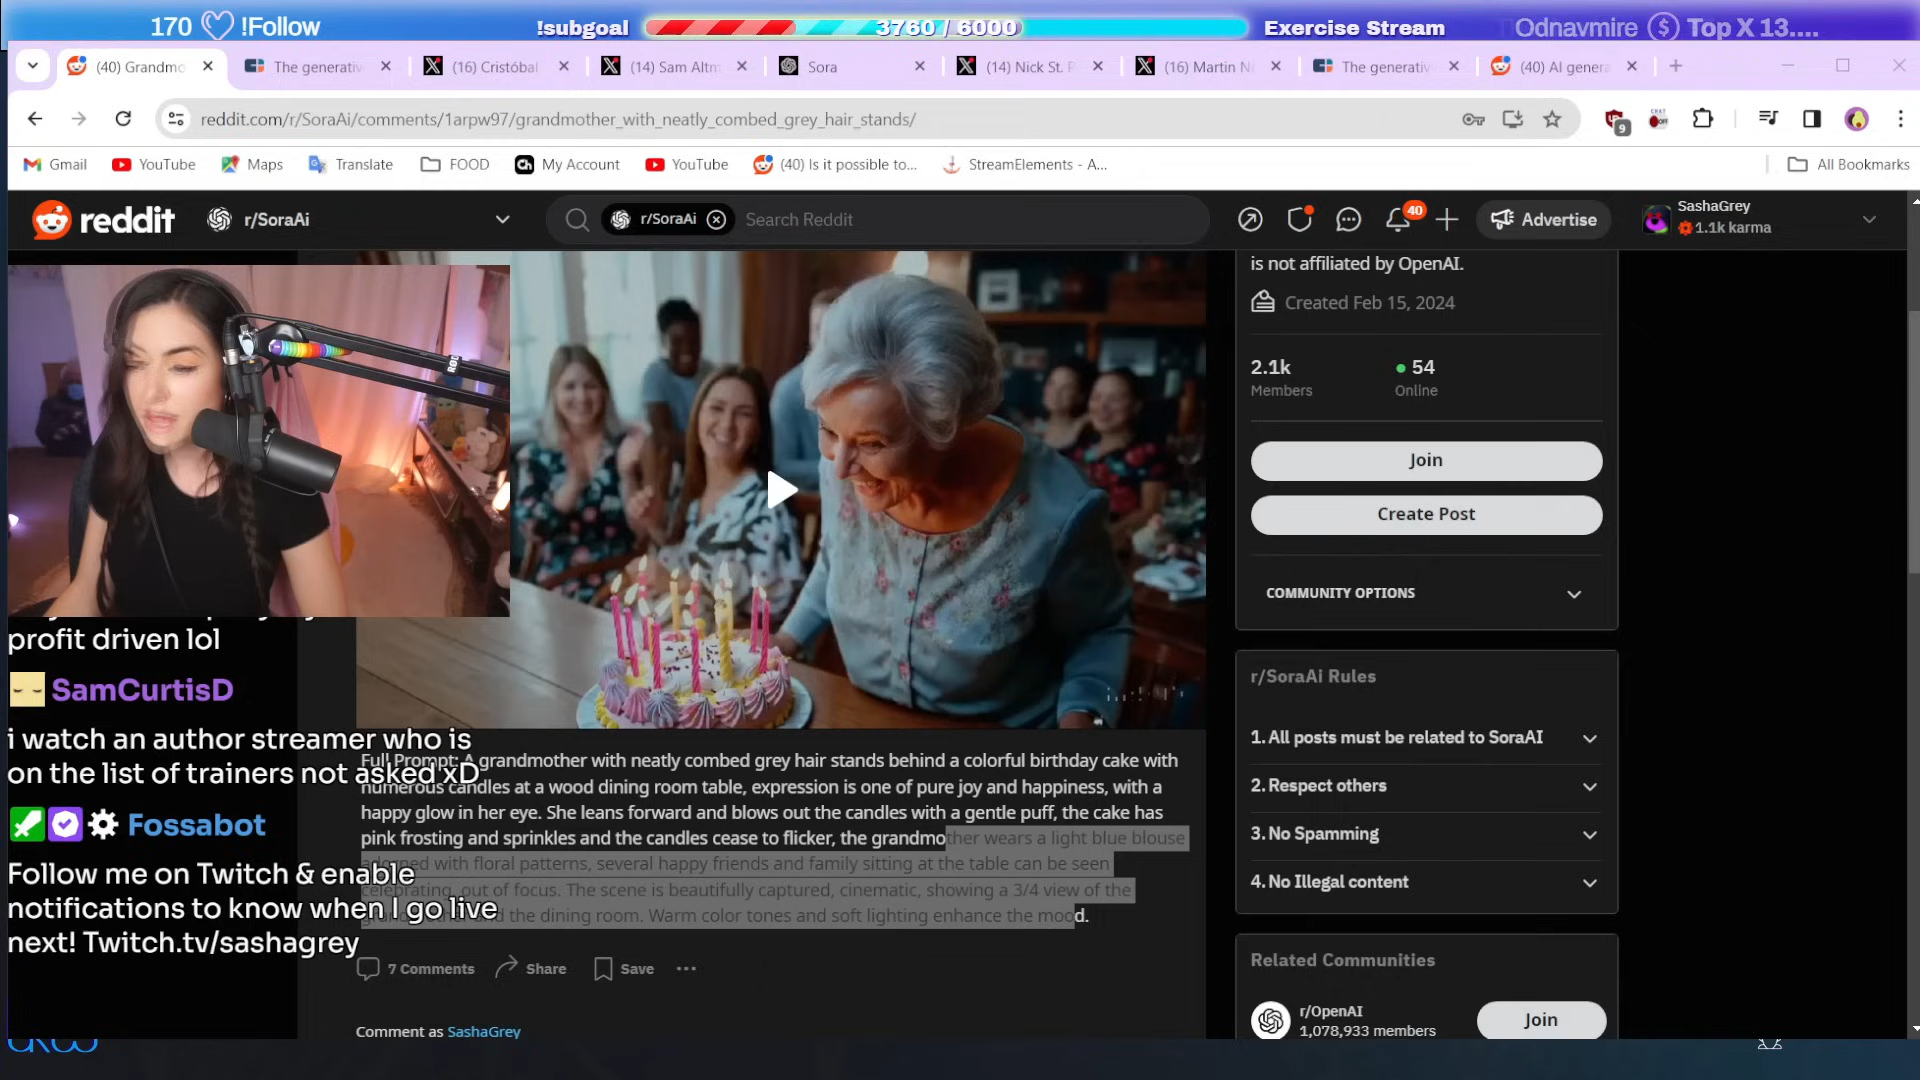 170 !Follow
!subgoal
3760 / 6000
Exercise Stream
Odnavmire $ Top X 13....
(40) Grandmo
The generativ
(16) Cristóbal
(14) Sam Altm
Sora
(14) Nick St. P
(16) Martin N
The generativ
(40) AI genera
reddit.com/r/SoraAi/comments/1arpw97/grandmother_with_neatly_combed_grey_hair_stands/
9
Gmail
YouTube
Maps
Translate
FOOD
My Account
YouTube
(40) Is it possible to...
StreamElements - A...
All Bookmarks
reddit
r/SoraAi
r/SoraAi
Search Reddit
40
Advertise
SashaGrey
1.1k karma
is not affiliated by OpenAI.
Created Feb 15, 2024
2.1k
Members
54
Online
Join
Create Post
COMMUNITY OPTIONS
r/SoraAi Rules
1. All posts must be related to SoraAI
2. Respect others
3. No Spamming
4. No Illegal content
Related Communities
r/OpenAI
1,078,933 members
Join
profit driven lol
SamCurtisD
i watch an author streamer who is
on the list of trainers not asked xD
Fossabot
Follow me on Twitch & enable
notifications to know when I go live
next! Twitch.tv/sashagrey
Full Prompt: A grandmother with neatly combed grey hair stands behind a colorful birthday cake with
numerous candles at a wood dining room table, expression is one of pure joy and happiness, with a
happy glow in her eye. She leans forward and blows out the candles with a gentle puff, the cake has
pink frosting and sprinkles and the candles cease to flicker, the grandmother wears a light blue blouse
adorned with floral patterns, several happy friends and family sitting at the table can be seen
celebrating, out of focus. The scene is beautifully captured, cinematic, showing a 3/4 view of the
grandmother and the dining room. Warm color tones and soft lighting enhance the mood.
7 Comments
Share
Save
Comment as SashaGrey